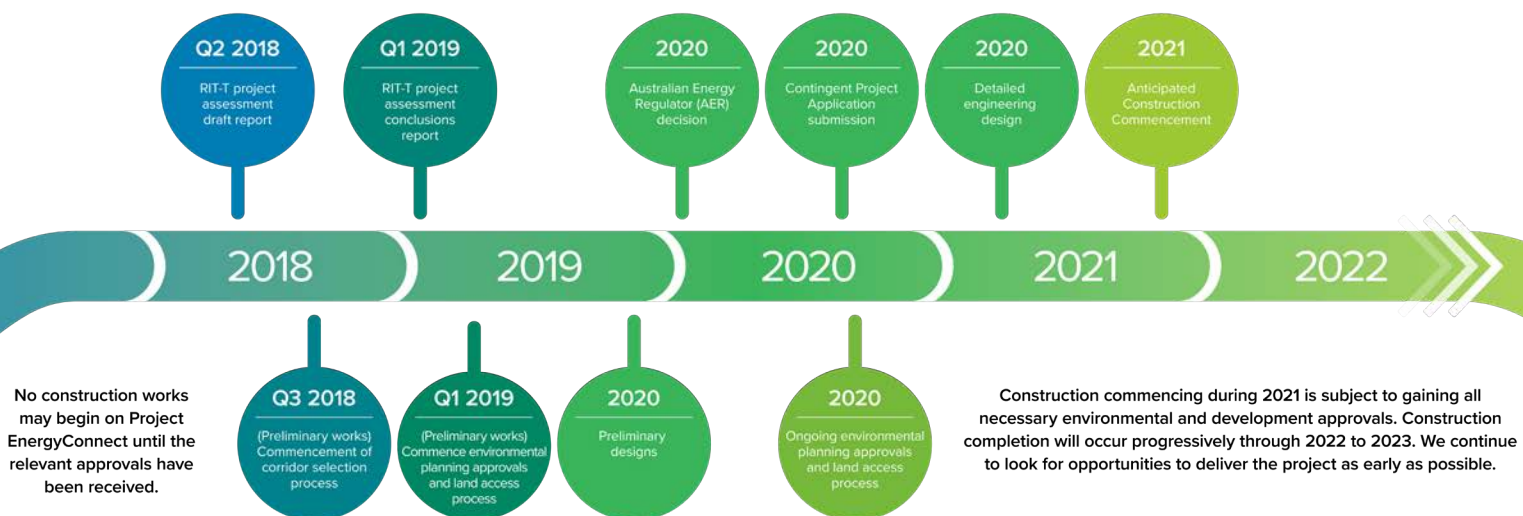 Q2 2018
RIT-T project
assessment
draft report
Q1 2019
RIT-T project
assessment
conclusions
report
2020
Australian Energy
Regulator (AER)
decision
2020
Contingent Project
Application
submission
2020
Detailed
engineering
design
2021
Anticipated
Construction
Commencement
2018
2019
2020
2021
2022
No construction works
may begin on Project
EnergyConnect until the
relevant approvals have
been received.
Q3 2018
(Preliminary works)
Commencement of
corridor selection
process
Q1 2019
(Preliminary works)
Commence environmental
planning approvals
and land access
process
2020
Preliminary
designs
2020
Ongoing environmental
planning approvals
and land access
process
Construction commencing during 2021 is subject to gaining all
necessary environmental and development approvals. Construction
completion will occur progressively through 2022 to 2023. We continue
to look for opportunities to deliver the project as early as possible.